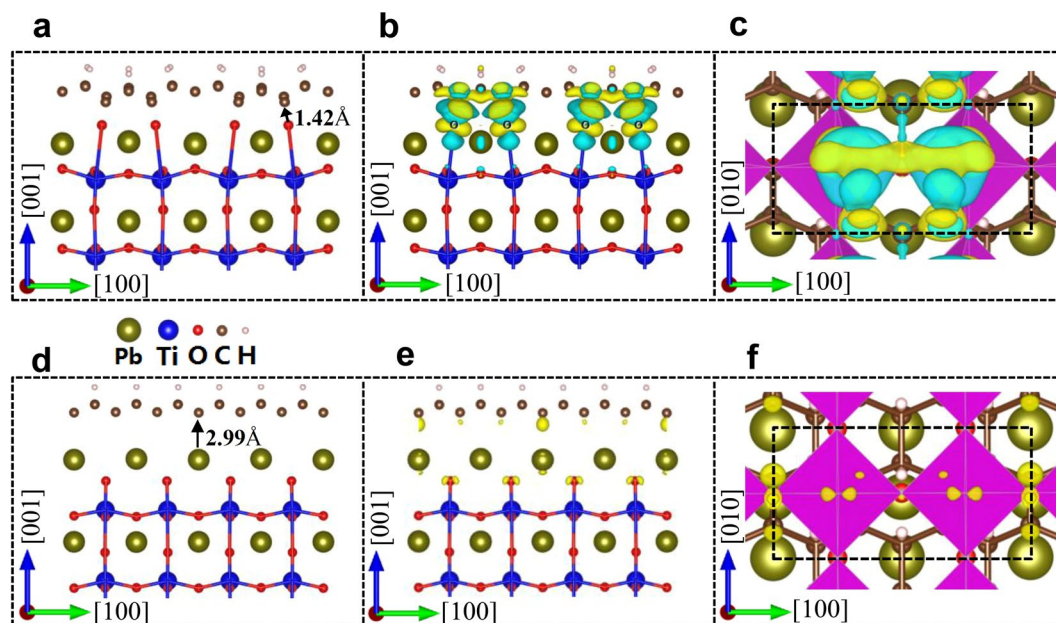 a
b
c
1.42Å
[001]
[100]
[001]
[100]
[010]
[100]
Pb Ti O C H
d
e
f
2.99Å
[001]
[100]
[001]
[100]
[010]
[100]